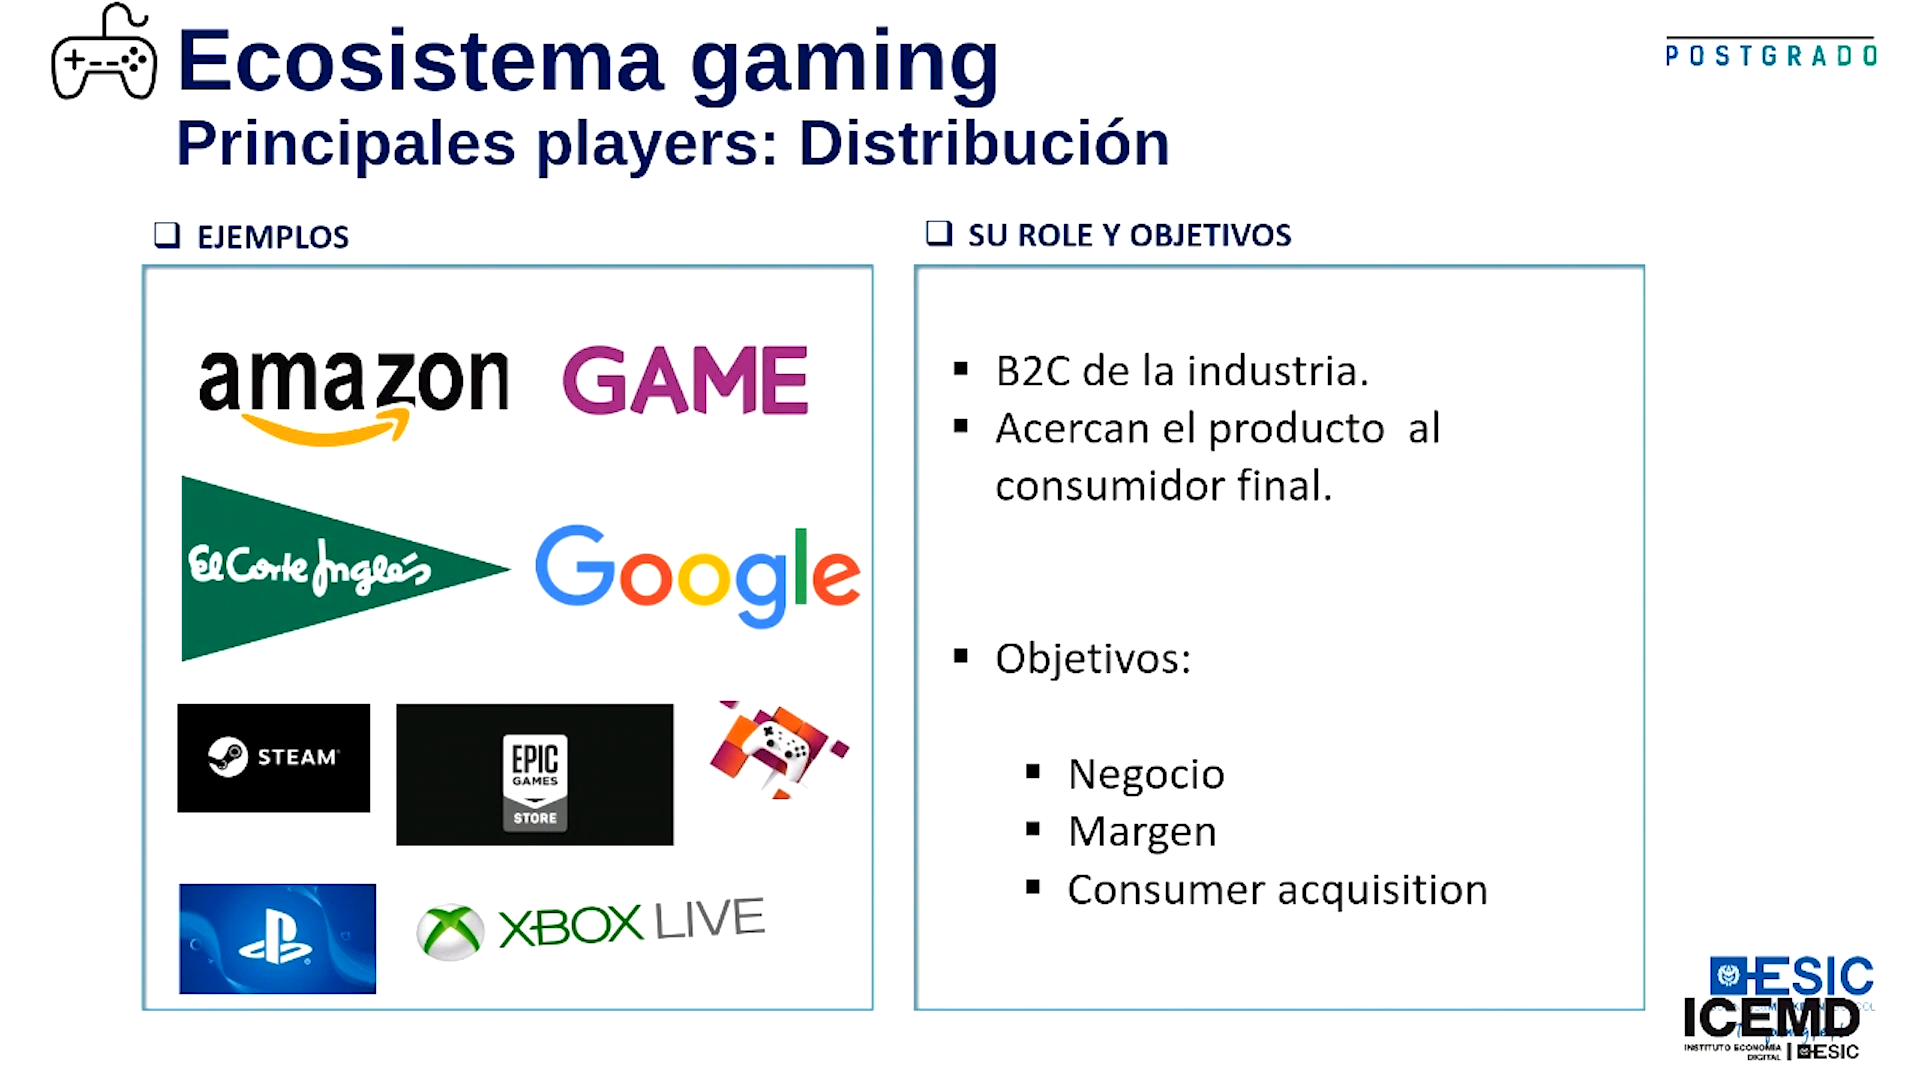 Ecosistema gaming
Principales players: Distribución
POSTGRADO
EJEMPLOS
amazon
GAME
El Corte Inglés
Google
STEAM
EPIC
GAMES
STORE
XBOX LIVE
SU ROLE Y OBJETIVOS
B2C de la industria.
Acercan el producto al
consumidor final.
Objetivos:
Negocio
Margen
Consumer acquisition
ESIC
ICEMD
INSTITUTO ECONOMÍA
DIGITAL
ESIC